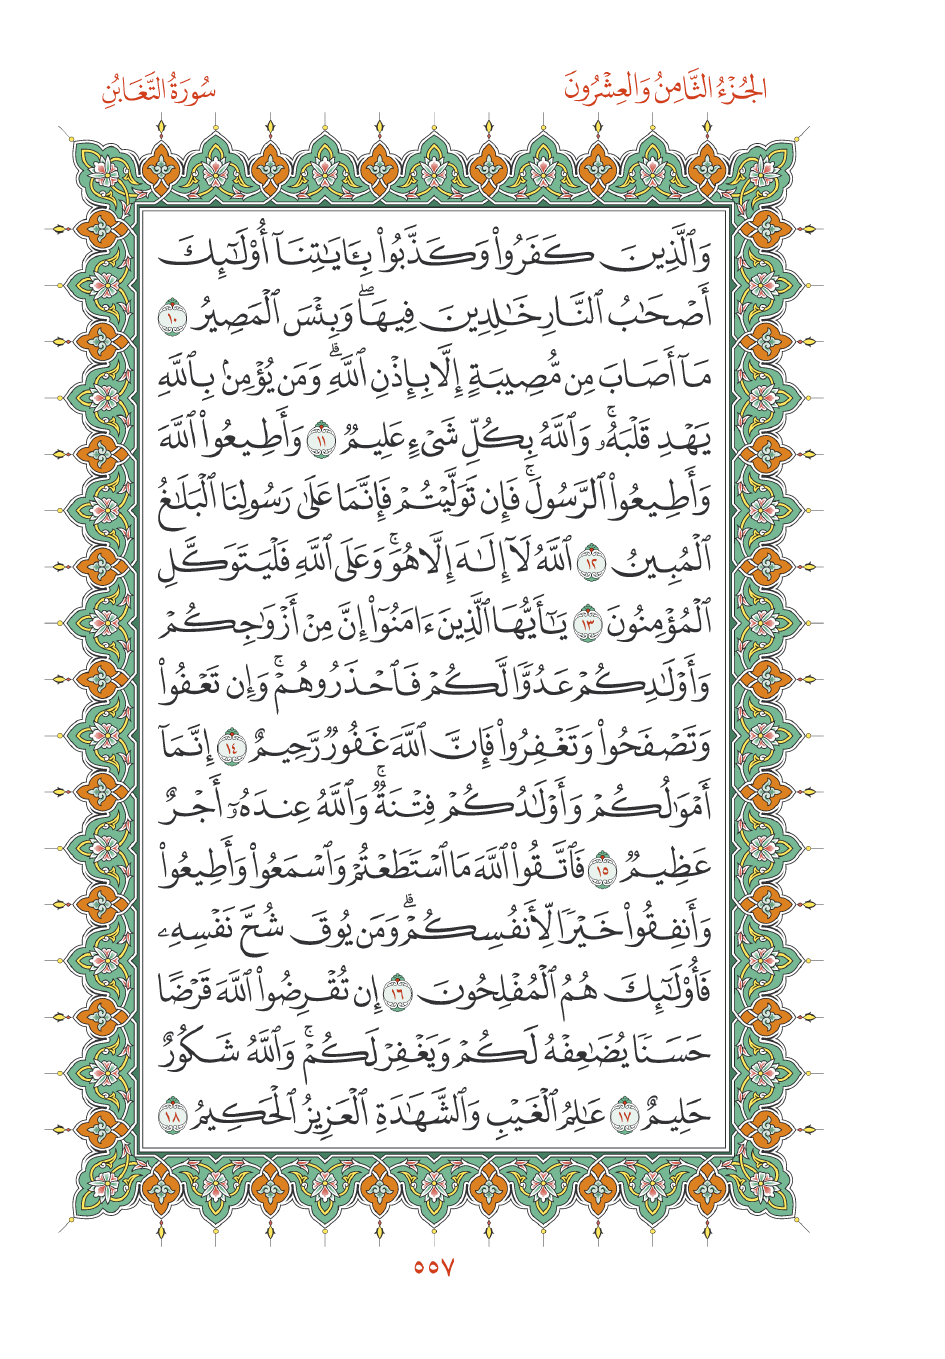 الجُزْءُ الثَّامِنُ وَالعِشْرُونَ
سُورَةُ التَّغَابُنِ
وَٱلَّذِينَ كَفَرُواْ وَكَذَّبُواْ بِـَٔايَٰتِنَآ أُوْلَٰٓئِكَ
أَصْحَٰبُ ٱلنَّارِ خَٰلِدِينَ فِيهَاۖ وَبِئْسَ ٱلْمَصِيرُ ١٠
مَآ أَصَابَ مِن مُّصِيبَةٍ إِلَّا بِإِذْنِ ٱللَّهِۗ وَمَن يُؤْمِنۢ بِٱللَّهِ
يَهْدِ قَلْبَهُۥۚ وَٱللَّهُ بِكُلِّ شَىْءٍ عَلِيمٌ ١١ وَأَطِيعُواْ ٱللَّهَ
وَأَطِيعُواْ ٱلرَّسُولَۚ فَإِن تَوَلَّيْتُمْ فَإِنَّمَا عَلَىٰ رَسُولِنَا ٱلْبَلَٰغُ
ٱلْمُبِينُ ١٢ ٱللَّهُ لَآ إِلَٰهَ إِلَّا هُوَۚ وَعَلَى ٱللَّهِ فَلْيَتَوَكَّلِ
ٱلْمُؤْمِنُونَ ١٣ يَٰٓأَيُّهَا ٱلَّذِينَ ءَامَنُوٓاْ إِنَّ مِنْ أَزْوَٰجِكُمْ
وَأَوْلَٰدِكُمْ عَدُوًّا لَّكُمْ فَٱحْذَرُوهُمْۚ وَإِن تَعْفُواْ
وَتَصْفَحُواْ وَتَغْفِرُواْ فَإِنَّ ٱللَّهَ غَفُورٌ رَّحِيمٌ ١٤ إِنَّمَآ
أَمْوَٰلُكُمْ وَأَوْلَٰدُكُمْ فِتْنَةٌۚ وَٱللَّهُ عِندَهُۥٓ أَجْرٌ
عَظِيمٌ ١٥ فَٱتَّقُواْ ٱللَّهَ مَا ٱسْتَطَعْتُمْ وَٱسْمَعُواْ وَأَطِيعُواْ
وَأَنفِقُواْ خَيْرًا لِّأَنفُسِكُمْۗ وَمَن يُوقَ شُحَّ نَفْسِهِۦ
فَأُوْلَٰٓئِكَ هُمُ ٱلْمُفْلِحُونَ ١٦ إِن تُقْرِضُواْ ٱللَّهَ قَرْضًا
حَسَنًا يُضَٰعِفْهُ لَكُمْ وَيَغْفِرْ لَكُمْۚ وَٱللَّهُ شَكُورٌ
حَلِيمٌ ١٧ عَٰلِمُ ٱلْغَيْبِ وَٱلشَّهَٰدَةِ ٱلْعَزِيزُ ٱلْحَكِيمُ ١٨
٥٥٧